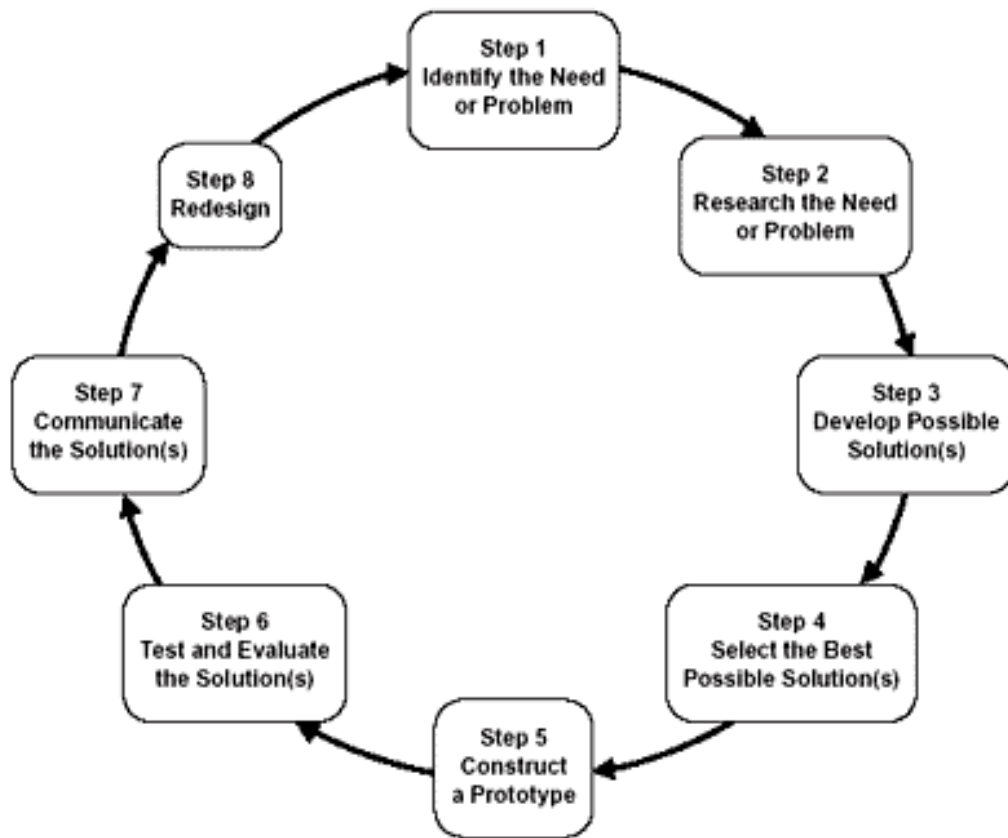 Step 1
Identify the Need
or Problem
Step 2
Research the Need
or Problem
Step 3
Develop Possible
Solution(s)
Step 4
Select the Best
Possible Solution(s)
Step 5
Construct
a Prototype
Step 6
Test and Evaluate
the Solution(s)
Step 7
Communicate
the Solution(s)
Step 8
Redesign